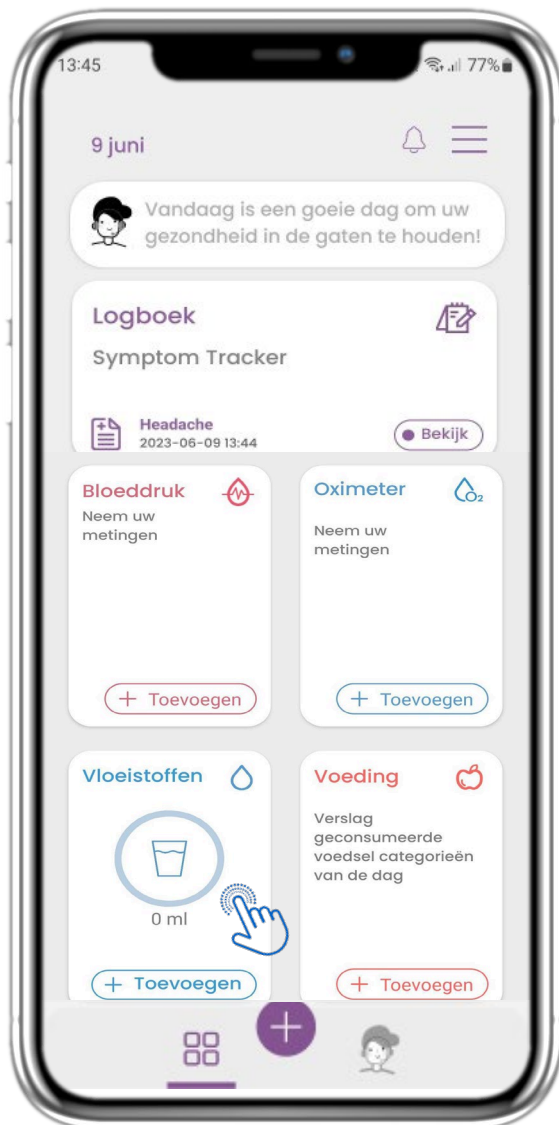 13:45
77%
9 juni
Vandaag is een goeie dag om uw
gezondheid in de gaten te houden!
Logboek
Symptom Tracker
Headache
2023-06-09 13:44
Bekijk
Bloeddruk
Neem uw
metingen
+ Toevoegen
Oximeter
O2
Neem uw
metingen
+ Toevoegen
Vloeistoffen
0 ml
+ Toevoegen
Voeding
Verslag
geconsumeerde
voedsel categorieën
van de dag
+ Toevoegen